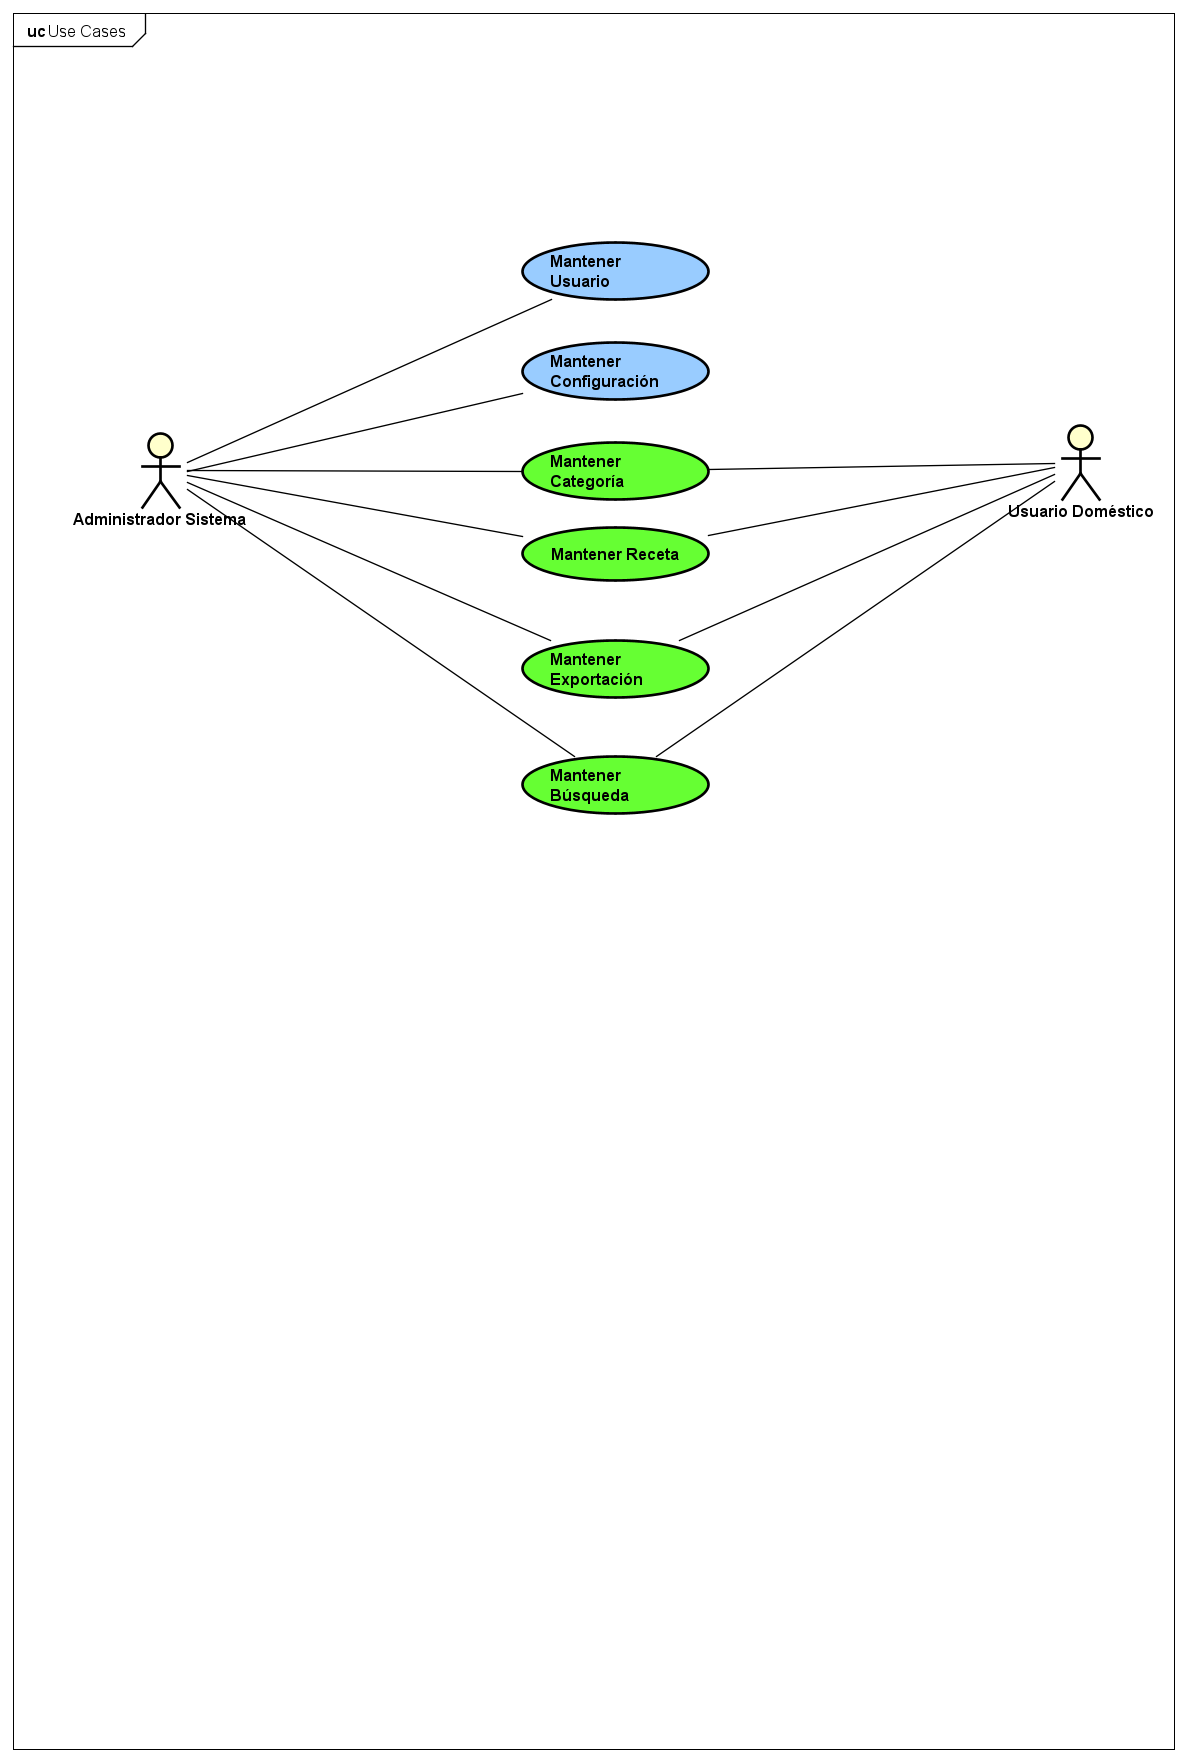 uc Use Cases
Mantener
Usuario
Mantener
Configuración
Mantener
Categoría
Administrador Sistema
Usuario Doméstico
Mantener Receta
Mantener
Exportación
Mantener
Búsqueda